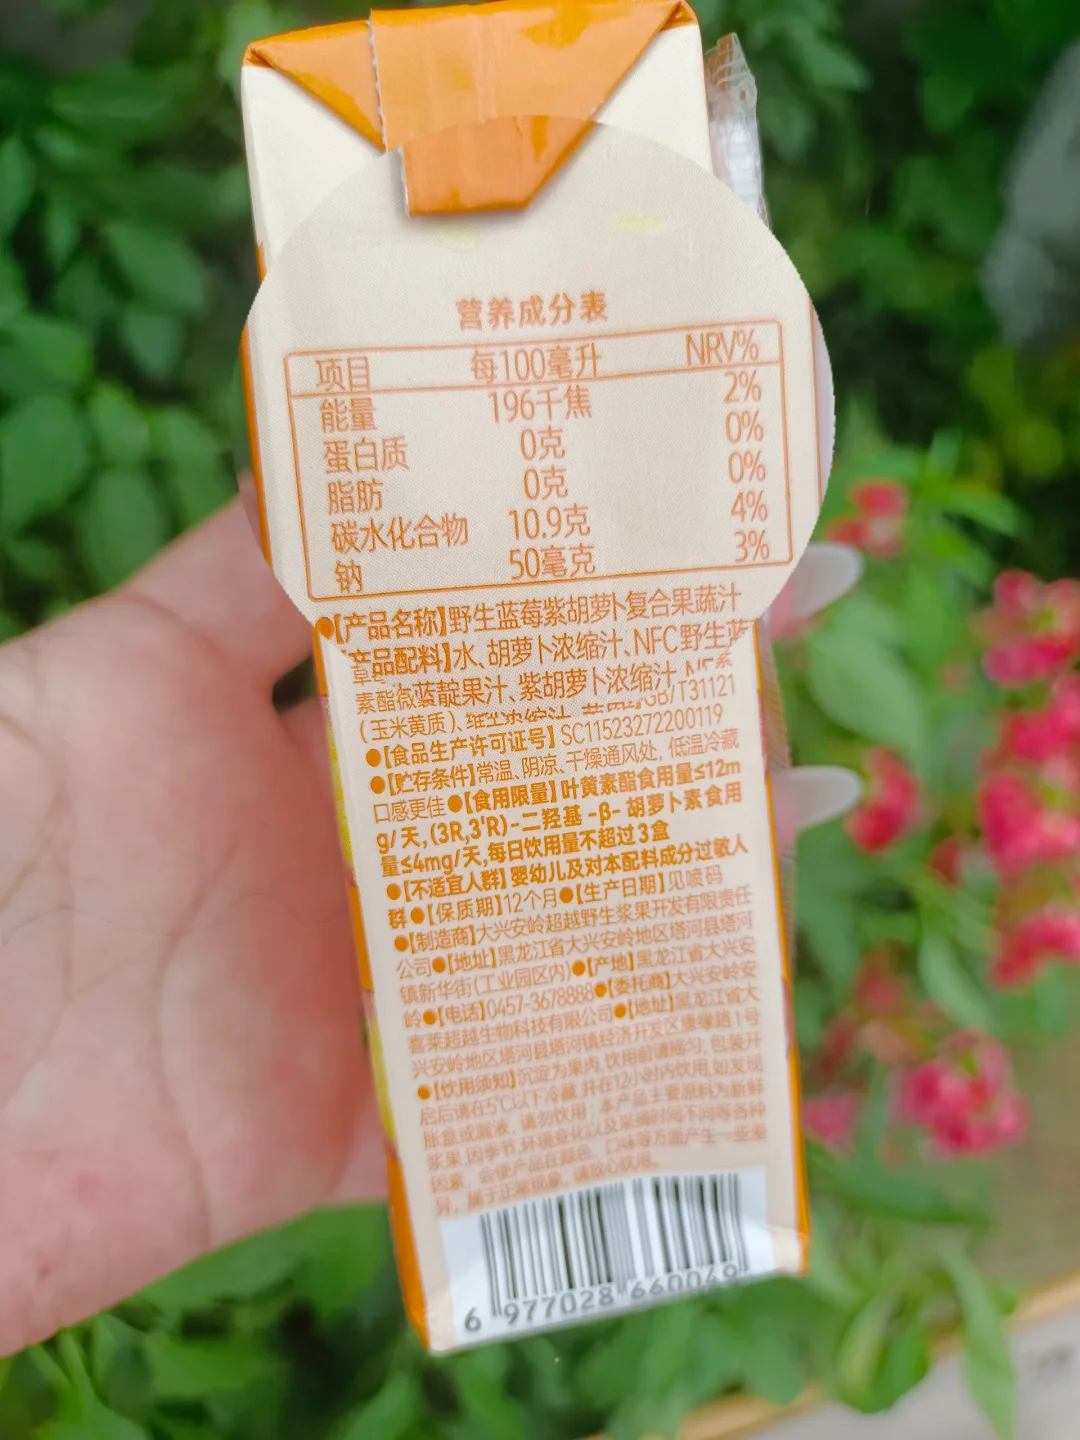 营养成分表
项目 每100毫升 NRV%
能量 196千焦 2%
蛋白质 0克 0%
脂肪 0克 0%
碳水化合物 10.9克 4%
钠 50毫克 3%
●【产品名称】野生蓝莓紫胡萝卜复合果蔬汁
产品配料】水、胡萝卜浓缩汁、NFC野生蓝
素酯微蓝靛果汁、紫胡萝卜浓缩汁、
(玉米黄质)、维 GB/T31121
●【食品生产许可证号】SC11523272200119
●【贮存条件】常温、阴凉、干燥通风处，低温冷藏
口感更佳●【食用限量】叶黄素酯食用量≤12m
g/天,(3R,3'R)-二羟基-β-胡萝卜素食用
量≤4mg/天,每日饮用量不超过3盒
●【不适宜人群】婴幼儿及对本配料成分过敏人
群●【保质期】12个月●【生产日期】见喷码
●【制造商】大兴安岭超越野生浆果开发有限责任
公司●【地址】黑龙江省大兴安岭地区塔河县塔河
镇新华街(工业园区内)●【产地】黑龙江省大兴安
岭●【电话】0457-3678888●【委托商】大兴安岭安
喜莱超越生物科技有限公司●【地址】黑龙江省大
兴安岭地区塔河县塔河镇经济开发区康缘路1号
●【饮用须知】沉淀为果肉，饮用前请摇匀，包装开
启后请在5℃以下冷藏,并在12小时内饮用,如发现
胀盒或漏液，请勿饮用；本产品主要原料为新鲜
浆果,因季节,环境变化以及采摘时间不同等各种
因素，会使产品在颜色、口味等方面产生一些差
异，属于正常现象，请放心饮用。
6 977028 660049